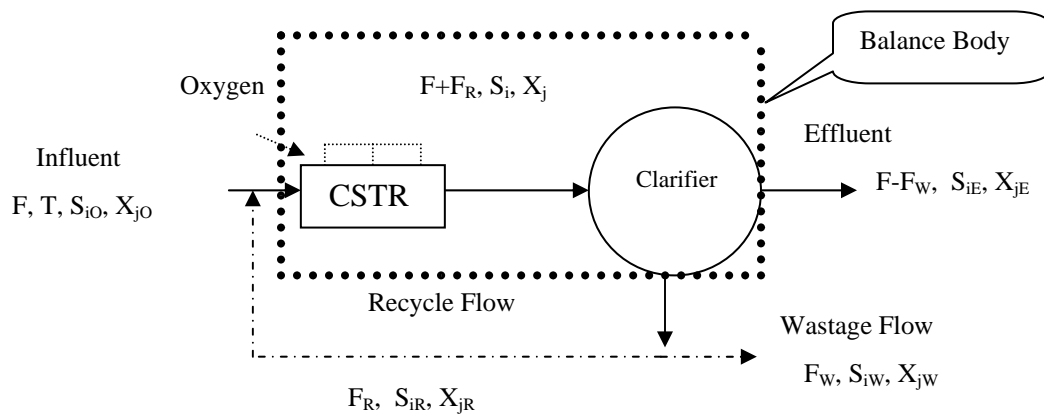 Balance Body
Oxygen
F+F_R, S_i, X_j
Effluent
Influent
Clarifier
F-F_W, S_iE, X_jE
CSTR
F, T, S_iO, X_jO
Recycle Flow
Wastage Flow
F_W, S_iW, X_jW
F_R, S_iR, X_jR